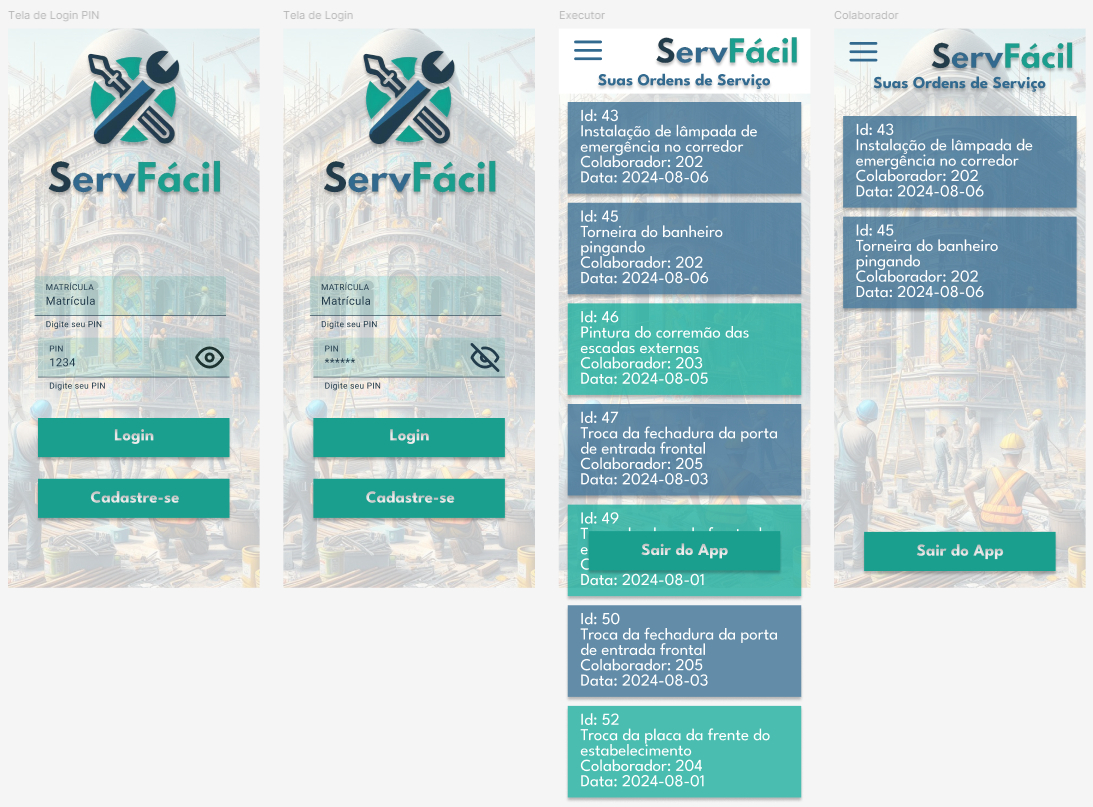 Tela de Login PIN
ServFácil
MATRÍCULA
Matrícula
Digite seu PIN
PIN
1234
Digite seu PIN
Login
Cadastre-se
Tela de Login
ServFácil
MATRÍCULA
Matrícula
Digite seu PIN
PIN
******
Digite seu PIN
Login
Cadastre-se
Executor
ServFácil
Suas Ordens de Serviço
Id: 43
Instalação de lâmpada de
emergência no corredor
Colaborador: 202
Data: 2024-08-06
Id: 45
Torneira do banheiro
pingando
Colaborador: 202
Data: 2024-08-06
Id: 46
Pintura do corremão das
escadas externas
Colaborador: 203
Data: 2024-08-05
Id: 47
Troca da fechadura da porta
de entrada frontal
Colaborador: 205
Data: 2024-08-03
Id: 49
Sair do App
Data: 2024-08-01
Id: 50
Troca da fechadura da porta
de entrada frontal
Colaborador: 205
Data: 2024-08-03
Id: 52
Troca da placa da frente do
estabelecimento
Colaborador: 204
Data: 2024-08-01
Colaborador
ServFácil
Suas Ordens de Serviço
Id: 43
Instalação de lâmpada de
emergência no corredor
Colaborador: 202
Data: 2024-08-06
Id: 45
Torneira do banheiro
pingando
Colaborador: 202
Data: 2024-08-06
Sair do App